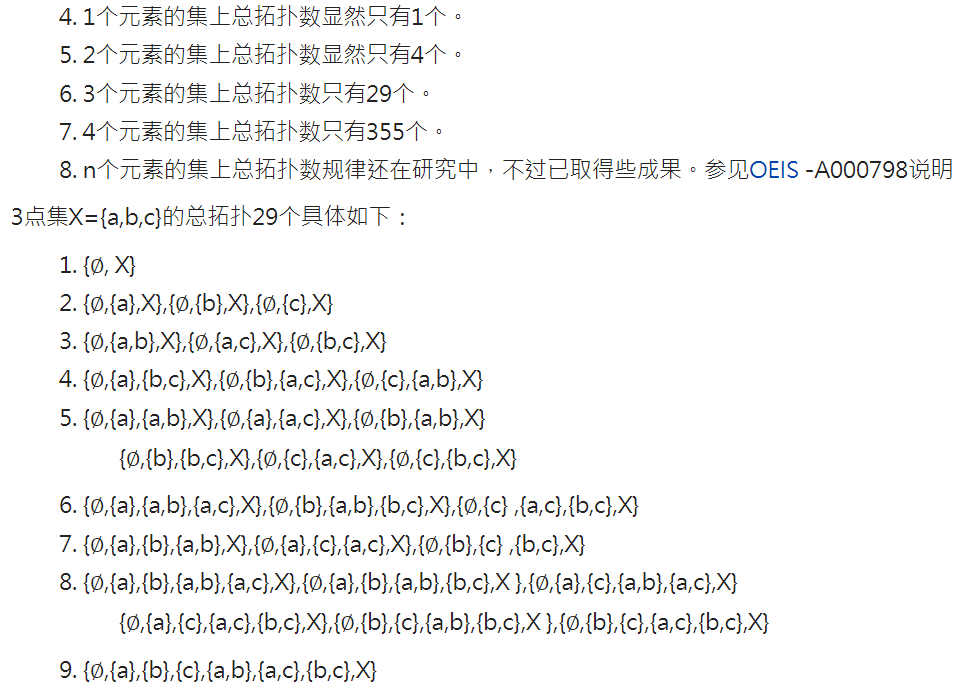 4. 1个元素的集上总拓扑数显然只有1个。
5. 2个元素的集上总拓扑数显然只有4个。
6. 3个元素的集上总拓扑数只有29个。
7. 4个元素的集上总拓扑数只有355个。
8. n个元素的集上总拓扑数规律还在研究中，不过已取得些成果。参见OEIS -A000798说明
3点集X={a,b,c}的总拓扑29个具体如下：
1. {∅, X}
2. {∅,{a},X},{∅,{b},X},{∅,{c},X}
3. {∅,{a,b},X},{∅,{a,c},X},{∅,{b,c},X}
4. {∅,{a},{b,c},X},{∅,{b},{a,c},X},{∅,{c},{a,b},X}
5. {∅,{a},{a,b},X},{∅,{a},{a,c},X},{∅,{b},{a,b},X}
{∅,{b},{b,c},X},{∅,{c},{a,c},X},{∅,{c},{b,c},X}
6. {∅,{a},{a,b},{a,c},X},{∅,{b},{a,b},{b,c},X},{∅,{c} ,{a,c},{b,c},X}
7. {∅,{a},{b},{a,b},X},{∅,{a},{c},{a,c},X},{∅,{b},{c} ,{b,c},X}
8. {∅,{a},{b},{a,b},{a,c},X},{∅,{a},{b},{a,b},{b,c},X },{∅,{a},{c},{a,b},{a,c},X}
{∅,{a},{c},{a,c},{b,c},X},{∅,{b},{c},{a,b},{b,c},X },{∅,{b},{c},{a,c},{b,c},X}
9. {∅,{a},{b},{c},{a,b},{a,c},{b,c},X}